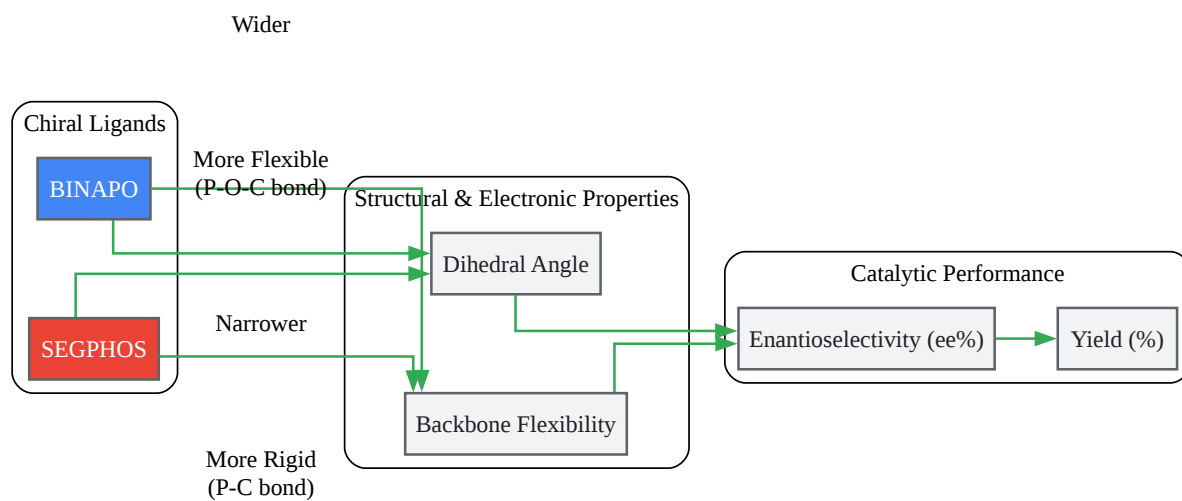 Wider
Chiral Ligands
BINAPO
More Flexible
(P-O-C bond)
Structural & Electronic Properties
Dihedral Angle
Catalytic Performance
SEGPHOS
Narrower
Enantioselectivity (ee%)
Yield (%)
Backbone Flexibility
More Rigid
(P-C bond)